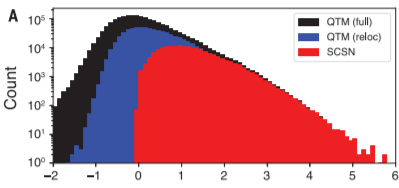 A
QTM (full)
QTM (reloc)
SCSN
Count
10⁵
10⁴
10³
10²
10¹
10⁰
−2 −1 0 1 2 3 4 5 6